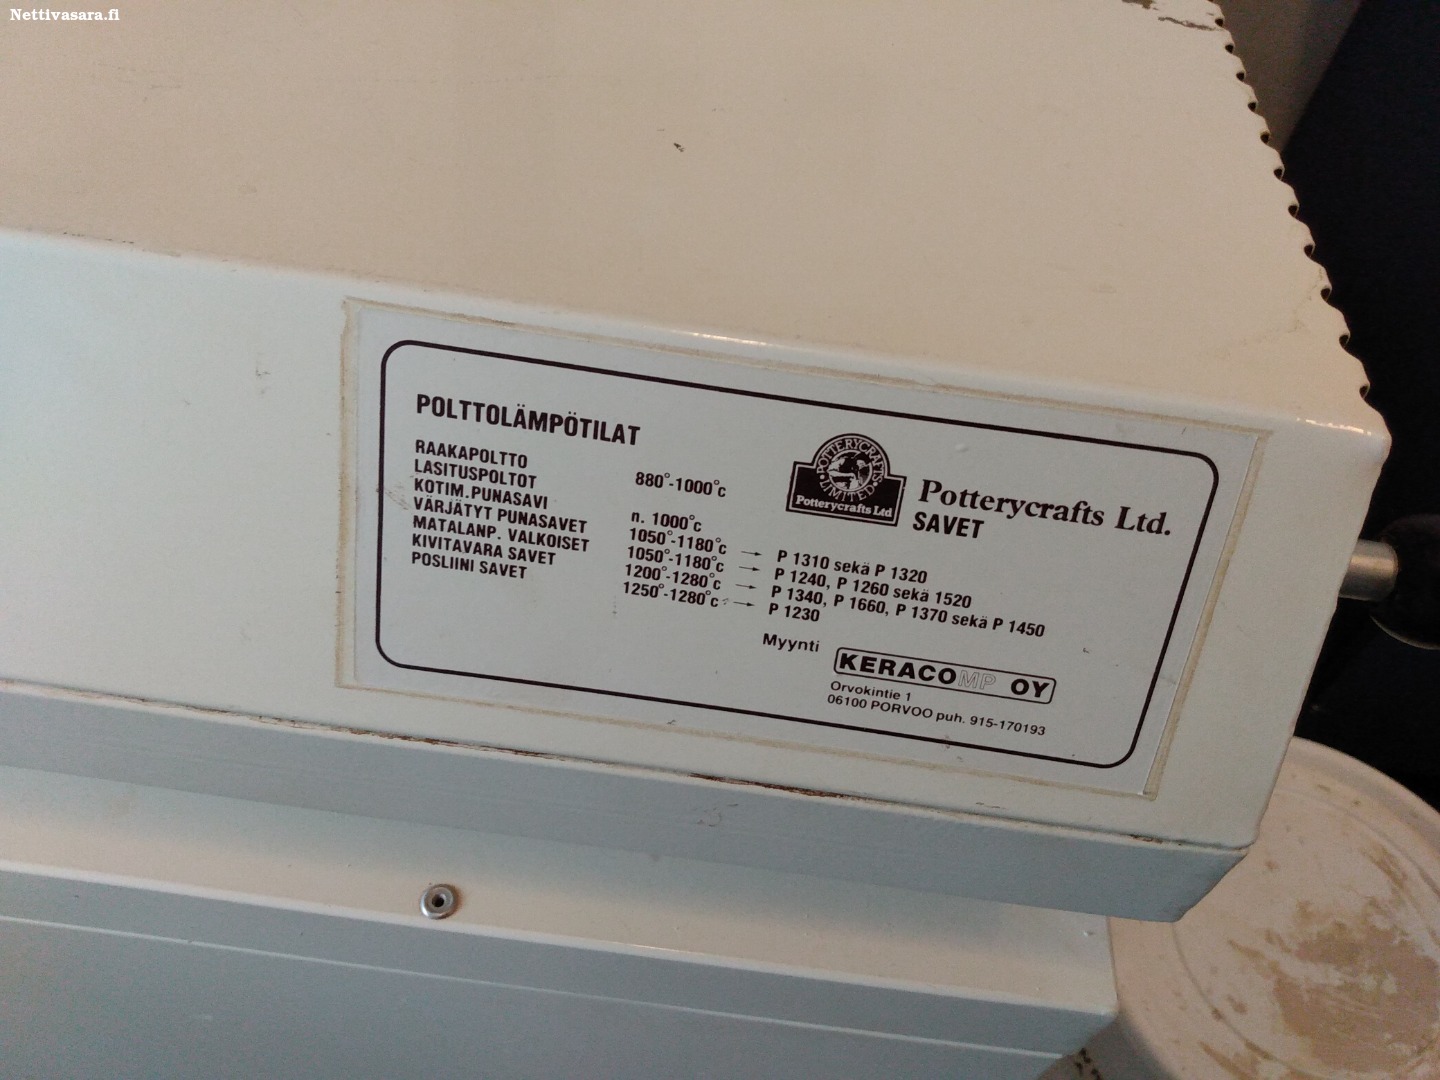 Nettivasara.fi
POLTTOLÄMPÖTILAT
RAAKAPOLTTO 880°-1000°C
LASITUSPOLTOT
KOTIM.PUNASAVI n. 1000°C
VÄRJÄTYT PUNASAVET 1050°-1180°C → P 1310 sekä P 1320
MATALANP. VALKOISET 1050°-1180°C → P 1240, P 1260 sekä 1520
KIVITAVARA SAVET 1200°-1280°C → P 1340, P 1660, P 1370 sekä P 1450
POSLIINI SAVET 1250°-1280°C → P 1230
POTTERYCRAFTS LIMITED
Potterycrafts Ltd
Potterycrafts Ltd.
SAVET
Myynti
KERACOMP OY
Orvokintie 1
06100 PORVOO puh. 915-170193